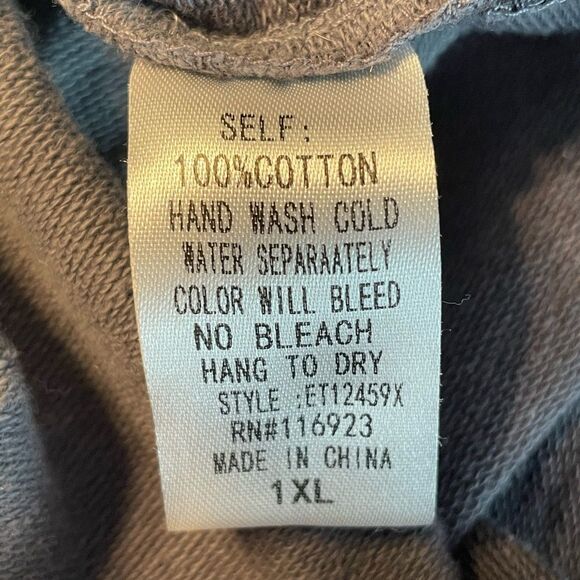 SELF:
100%COTTON
HAND WASH COLD
WATER SEPARAATELY
COLOR WILL BLEED
NO BLEACH
HANG TO DRY
STYLE :ET12459X
RN#116923
MADE IN CHINA
1XL